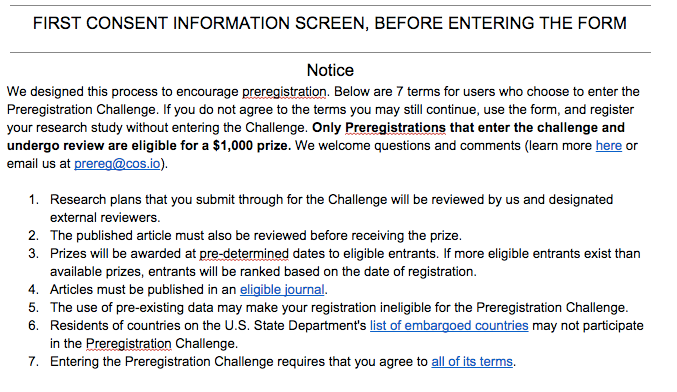 FIRST CONSENT INFORMATION SCREEN, BEFORE ENTERING THE FORM
Notice
We designed this process to encourage preregistration. Below are 7 terms for users who choose to enter the
Preregistration Challenge. If you do not agree to the terms you may still continue, use the form, and register
your research study without entering the Challenge. Only Preregistrations that enter the challenge and
undergo review are eligible for a $1,000 prize. We welcome questions and comments (learn more here or
email us at prereg@cos.io).
1. Research plans that you submit through for the Challenge will be reviewed by us and designated
external reviewers.
2. The published article must also be reviewed before receiving the prize.
3. Prizes will be awarded at pre-determined dates to eligible entrants. If more eligible entrants exist than
available prizes, entrants will be ranked based on the date of registration.
4. Articles must be published in an eligible journal.
5. The use of pre-existing data may make your registration ineligible for the Preregistration Challenge.
6. Residents of countries on the U.S. State Department's list of embargoed countries may not participate
in the Preregistration Challenge.
7. Entering the Preregistration Challenge requires that you agree to all of its terms.